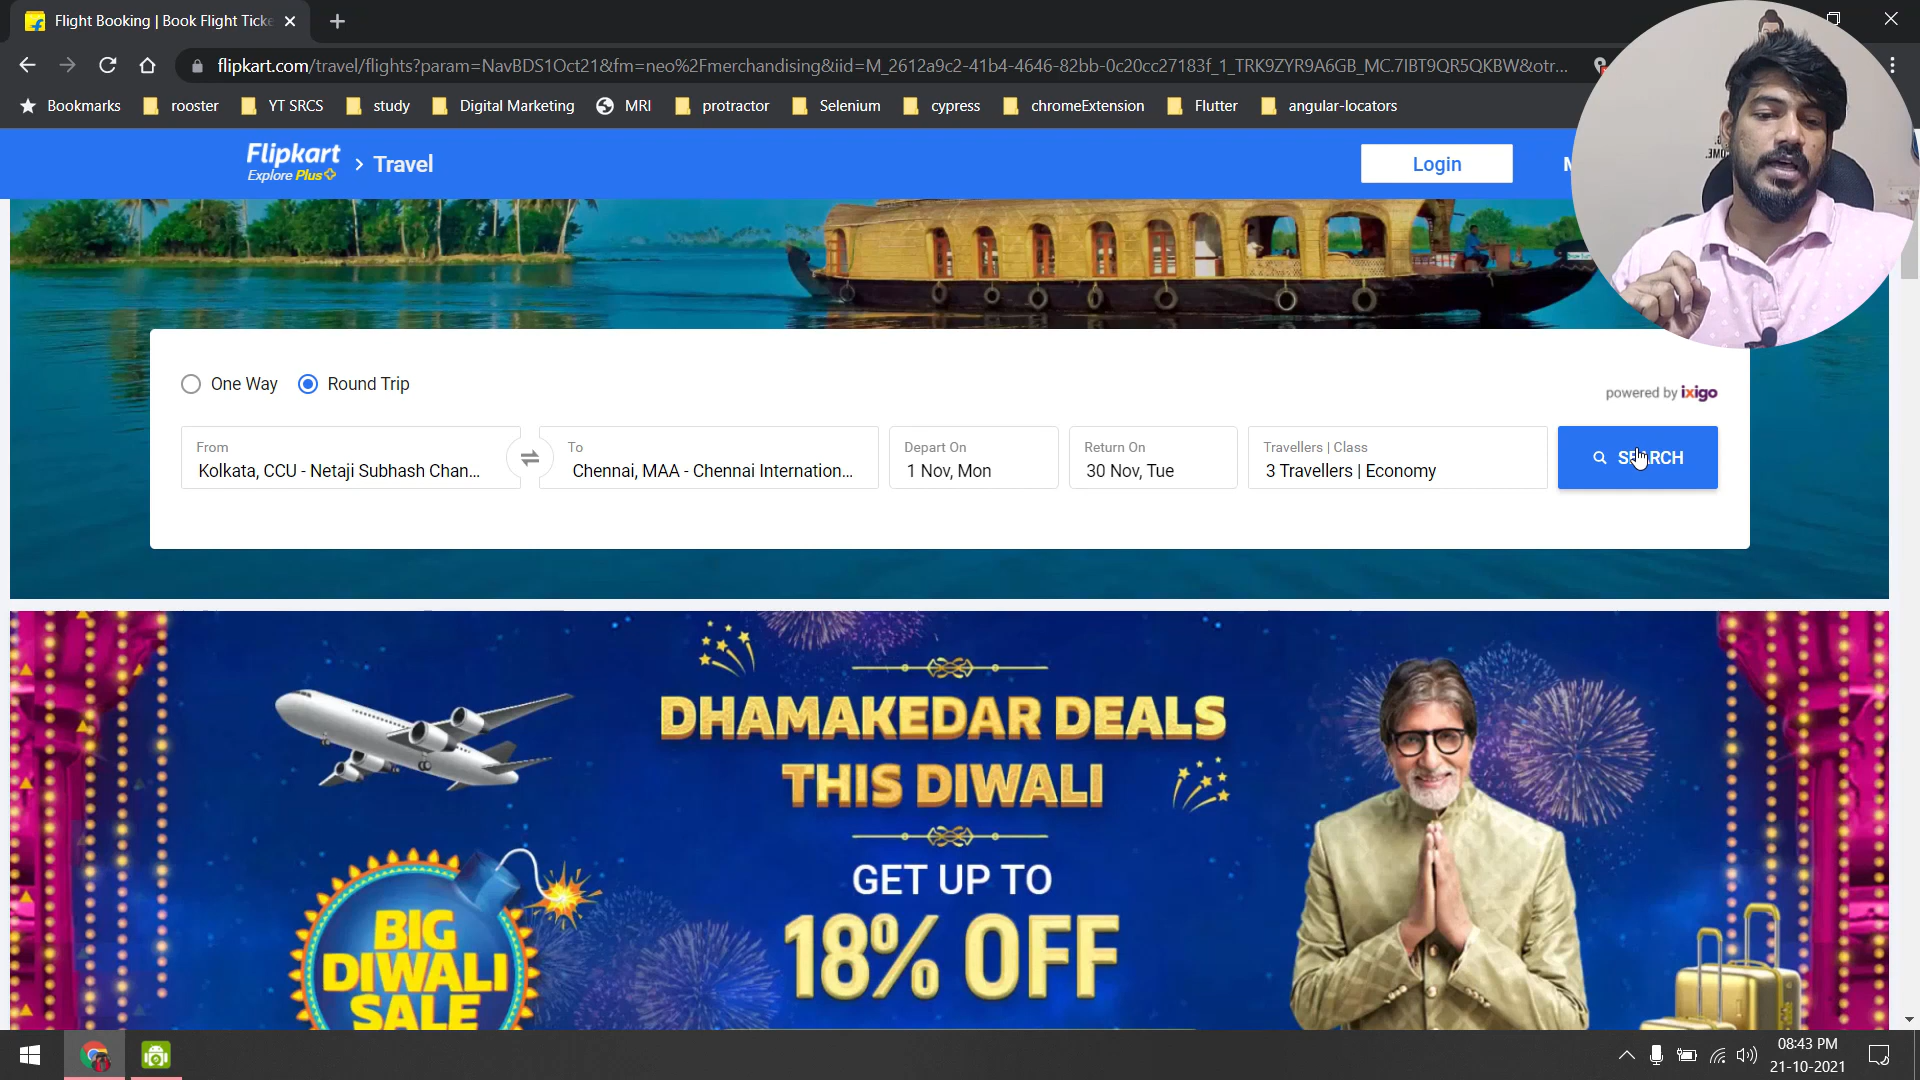 Flight Booking | Book Flight Ticke
flipkart.com/travel/flights?param=NavBDS1Oct21&fm=neo%2Fmerchandising&iid=M_2612a9c2-41b4-4646-82bb-0c20cc27183f_1_TRK9ZYR9A6GB_MC.7IBT9QR5QKBW&otr...
Bookmarks rooster YT SRCS study Digital Marketing MRI protractor Selenium cypress chromeExtension Flutter angular-locators
Flipkart
Explore Plus
Travel
Login
One Way Round Trip
powered by ixigo
From
Kolkata, CCU - Netaji Subhash Chan...
To
Chennai, MAA - Chennai Internation...
Depart On
1 Nov, Mon
Return On
30 Nov, Tue
Travellers | Class
3 Travellers | Economy
SEARCH
DHAMAKEDAR DEALS
THIS DIWALI
GET UP TO
18% OFF
BIG
DIWALI
SALE
08:43 PM
21-10-2021